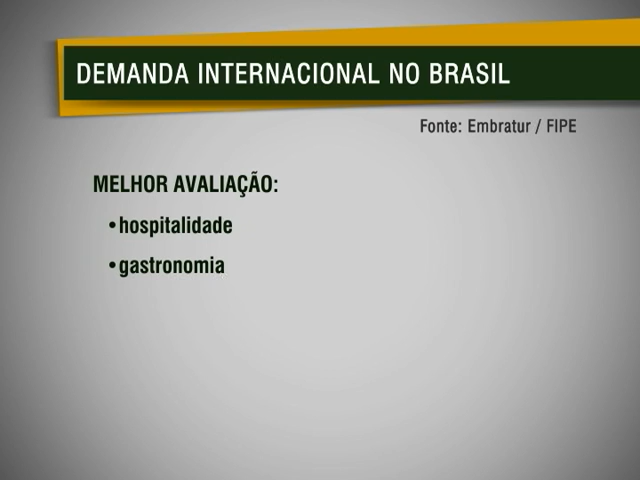 DEMANDA INTERNACIONAL NO BRASIL
Fonte: Embratur / FIPE
MELHOR AVALIAÇÃO:
•hospitalidade
•gastronomia